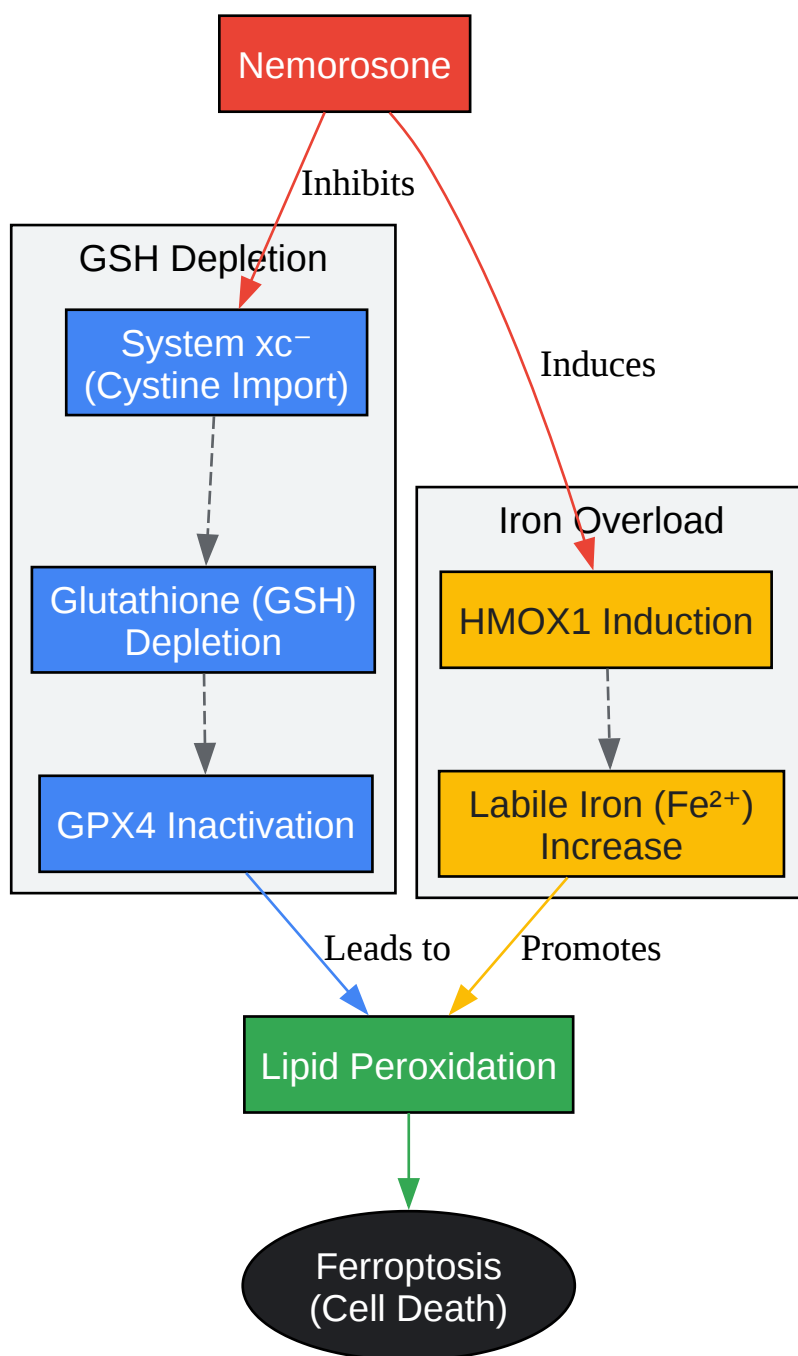 Nemorosone
Inhibits
GSH Depletion
System xc⁻
(Cystine Import)
Induces
Iron Overload
Glutathione (GSH)
Depletion
HMOX1 Induction
GPX4 Inactivation
Labile Iron (Fe²⁺)
Increase
Leads to
Promotes
Lipid Peroxidation
Ferroptosis
(Cell Death)